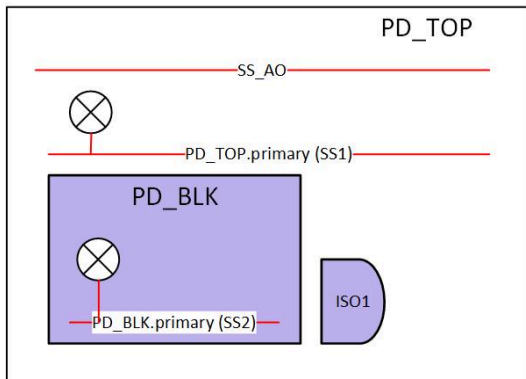 PD_TOP
SS_AO
PD_TOP.primary (SS1)
PD_BLK
ISO1
PD_BLK.primary (SS2)